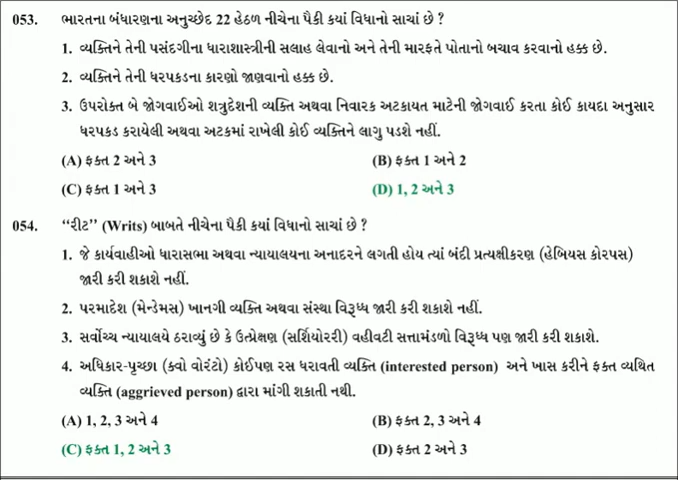 053. ભારતના બંધારણના અનુચ્છેદ 22 હેઠળ નીચેના પૈકી કયાં વિધાનો સાચાં છે ?
1. વ્યક્તિને તેની પસંદગીના ધારાશાસ્ત્રીની સલાહ લેવાનો અને તેની મારફતે પોતાનો બચાવ કરવાનો હક્ક છે.
2. વ્યક્તિને તેની ધરપકડના કારણો જાણવાનો હક્ક છે.
3. ઉપરોક્ત બે જોગવાઈઓ શત્રુદેશની વ્યક્તિ અથવા નિવારક અટકાયત માટેની જોગવાઈ કરતા કોઈ કાયદા અનુસાર
ધરપકડ કરાયેલી અથવા અટકમાં રાખેલી કોઈ વ્યક્તિને લાગુ પડશે નહીં.
(A) ફક્ત 2 અને 3 (B) ફક્ત 1 અને 2
(C) ફક્ત 1 અને 3 (D) 1, 2 અને 3
054. “રીટ” (Writs) બાબતે નીચેના પૈકી કયાં વિધાનો સાચાં છે ?
1. જે કાર્યવાહીઓ ધારાસભા અથવા ન્યાયાલયના અનાદરને લગતી હોય ત્યાં બંદી પ્રત્યક્ષીકરણ (હેબિયસ કોરપસ)
જારી કરી શકાશે નહીં.
2. પરમાદેશ (મેન્ડેમસ) ખાનગી વ્યક્તિ અથવા સંસ્થા વિરૂધ્ધ જારી કરી શકાશે નહીં.
3. સર્વોચ્ચ ન્યાયાલયે ઠરાવ્યું છે કે ઉત્પ્રેક્ષણ (સર્શિયોરરી) વહીવટી સત્તામંડળો વિરૂધ્ધ પણ જારી કરી શકાશે.
4. અધિકાર-પૃચ્છા (ક્વો વોરંટો) કોઈપણ રસ ધરાવતી વ્યક્તિ (interested person) અને ખાસ કરીને ફક્ત વ્યથિત
વ્યક્તિ (aggrieved person) દ્વારા માંગી શકાતી નથી.
(A) 1, 2, 3 અને 4 (B) ફક્ત 2, 3 અને 4
(C) ફક્ત 1, 2 અને 3 (D) ફક્ત 2 અને 3